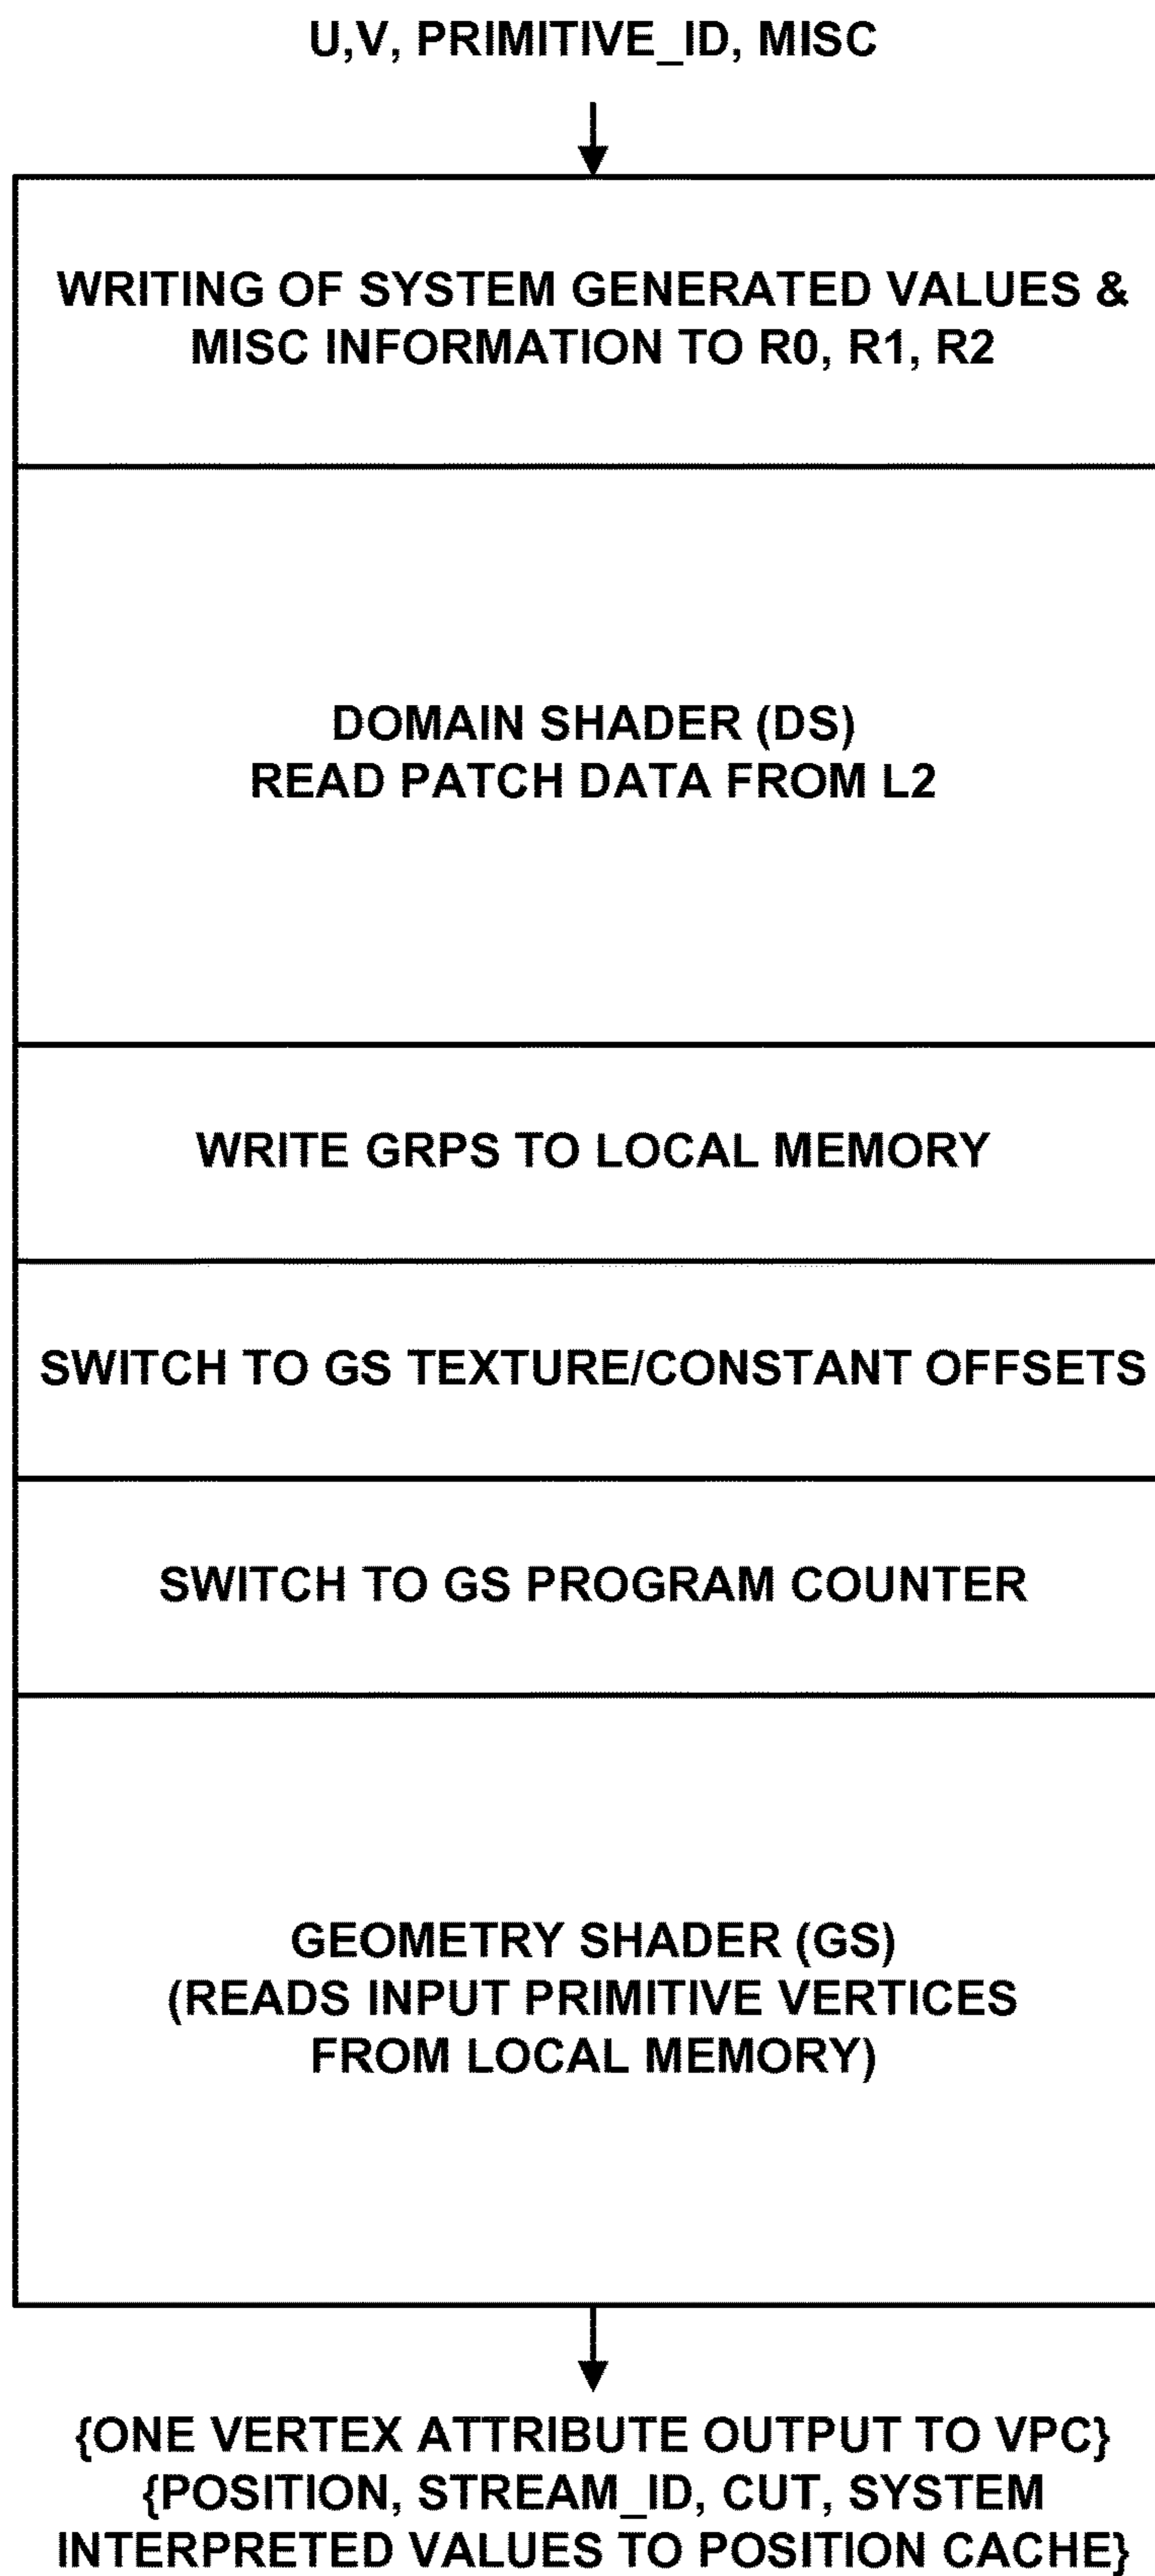 U,V, PRIMITIVE_ID, MISC
WRITING OF SYSTEM GENERATED VALUES &
MISC INFORMATION TO R0, R1, R2
DOMAIN SHADER (DS)
READ PATCH DATA FROM L2
WRITE GRPS TO LOCAL MEMORY
SWITCH TO GS TEXTURE/CONSTANT OFFSETS
SWITCH TO GS PROGRAM COUNTER
GEOMETRY SHADER (GS)
(READS INPUT PRIMITIVE VERTICES
FROM LOCAL MEMORY)
{ONE VERTEX ATTRIBUTE OUTPUT TO VPC}
{POSITION, STREAM_ID, CUT, SYSTEM
INTERPRETED VALUES TO POSITION CACHE}